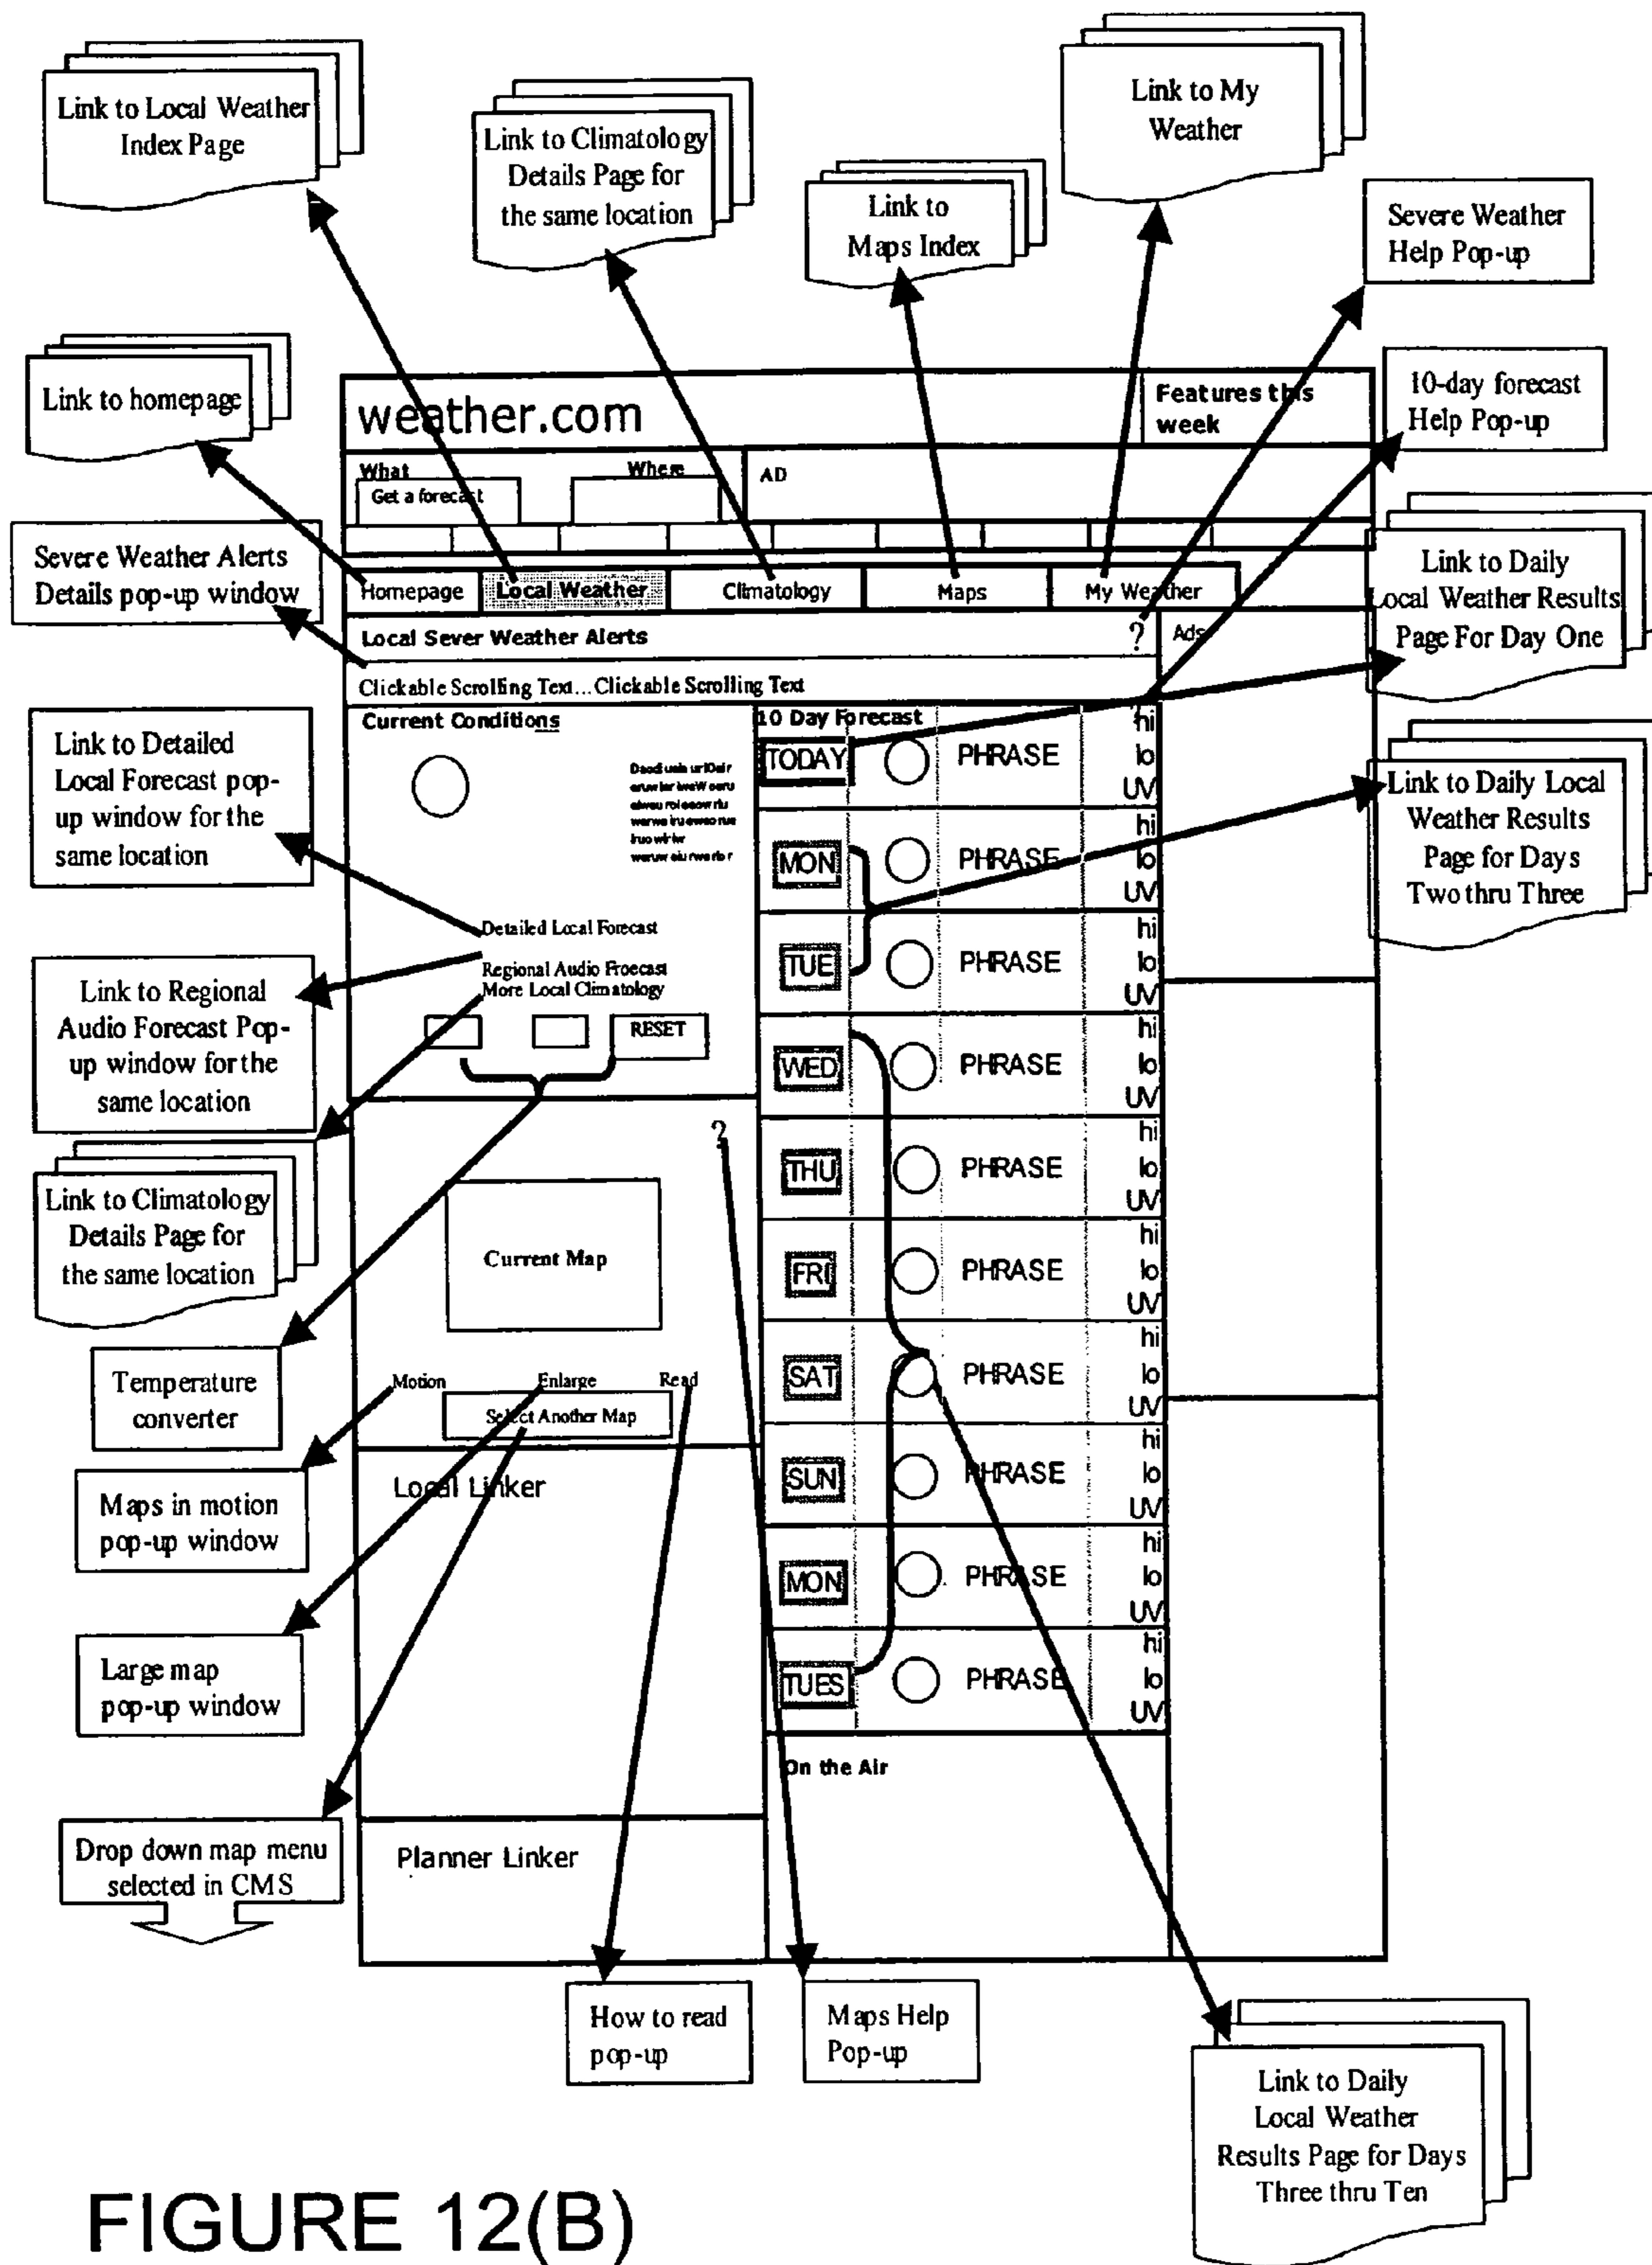 Link to Local Weather
Index Page
Link to Climatology
Details Page for
the same location
Link to
Maps Index
Link to My
Weather
Severe Weather
Help Pop-up
Link to homepage
10-day forecast
Help Pop-up
weather.com
Features this
week
What
Where
AD
Get a forecast
Severe Weather Alerts
Details pop-up window
Link to Daily
Local Weather Results
Page For Day One
Homepage
Local Weather
Climatology
Maps
My Weather
Local Sever Weather Alerts
?
Ads
Clickable Scrolling Text...Clickable Scrolling Text
Current Conditions
10 Day Forecast
Link to Detailed
Local Forecast pop-
up window for the
same location
TODAY
PHRASE
hi
lo
UV
Link to Daily Local
Weather Results
Page for Days
Two thru Three
MON
PHRASE
hi
lo
UV
Detailed Local Forecast
Regional Audio Froecast
More Local Climatology
TUE
PHRASE
hi
lo
UV
Link to Regional
Audio Forecast Pop-
up window for the
same location
RESET
WED
PHRASE
hi
lo
UV
?
THU
PHRASE
hi
lo
UV
Link to Climatology
Details Page for
the same location
Current Map
FRI
PHRASE
hi
lo
UV
Temperature
converter
Motion
Enlarge
Read
Select Another Map
SAT
PHRASE
hi
lo
UV
Maps in motion
pop-up window
Local Linker
SUN
PHRASE
hi
lo
UV
MON
PHRASE
hi
lo
UV
Large map
pop-up window
TUES
PHRASE
hi
lo
UV
On the Air
Drop down map menu
selected in CMS
Planner Linker
How to read
pop-up
Maps Help
Pop-up
Link to Daily
Local Weather
Results Page for Days
Three thru Ten
FIGURE 12(B)